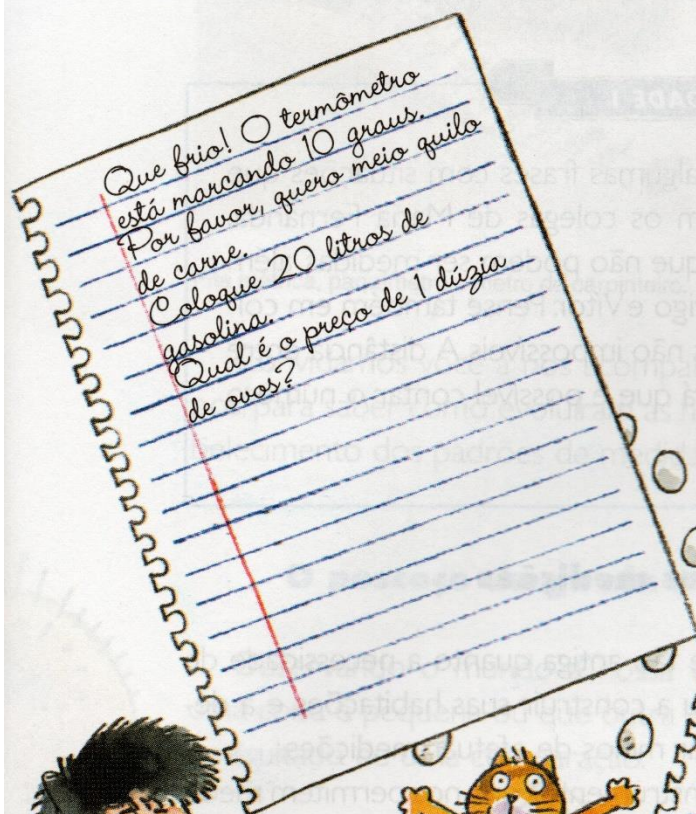 Que frio! O termômetro
está marcando 10 graus.
Por favor, quero meio quilo
de carne.
Coloque 20 litros de
gasolina.
Qual é o preço de 1 dúzia
de ovos?